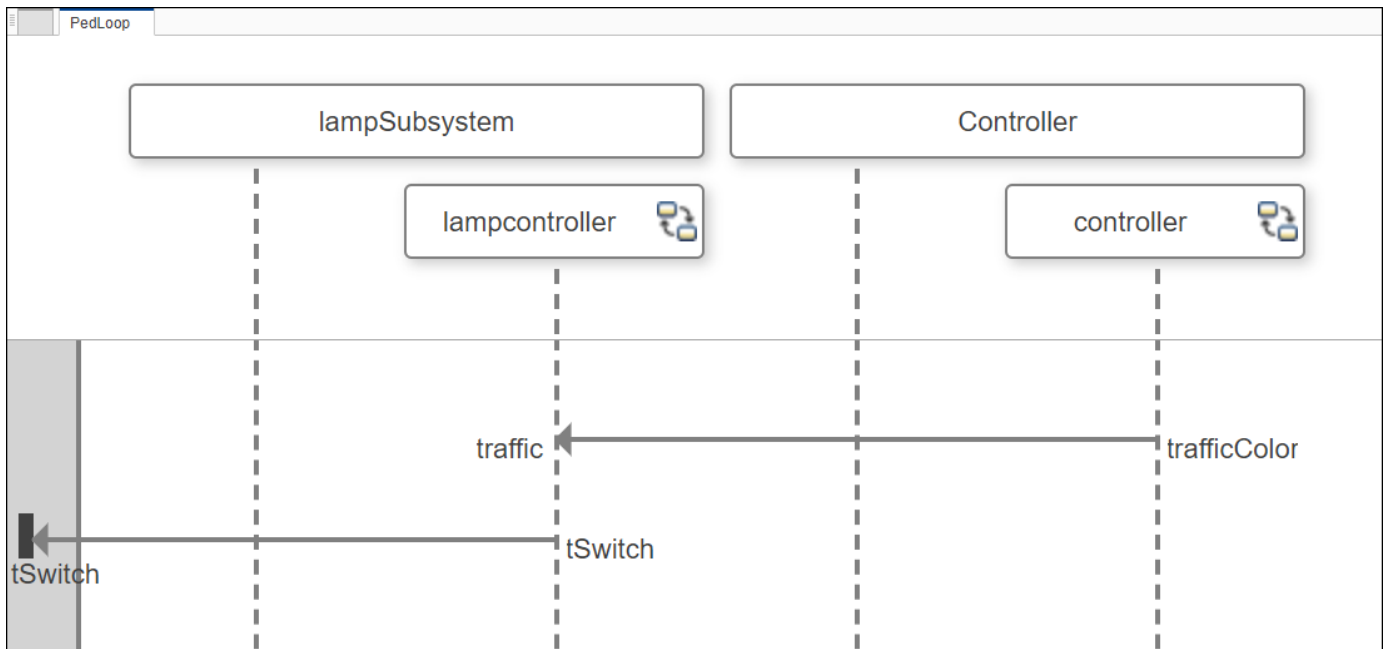 PedLoop
lampSubsystem
Controller
lampcontroller
controller
traffic
trafficColor
tSwitch
tSwitch